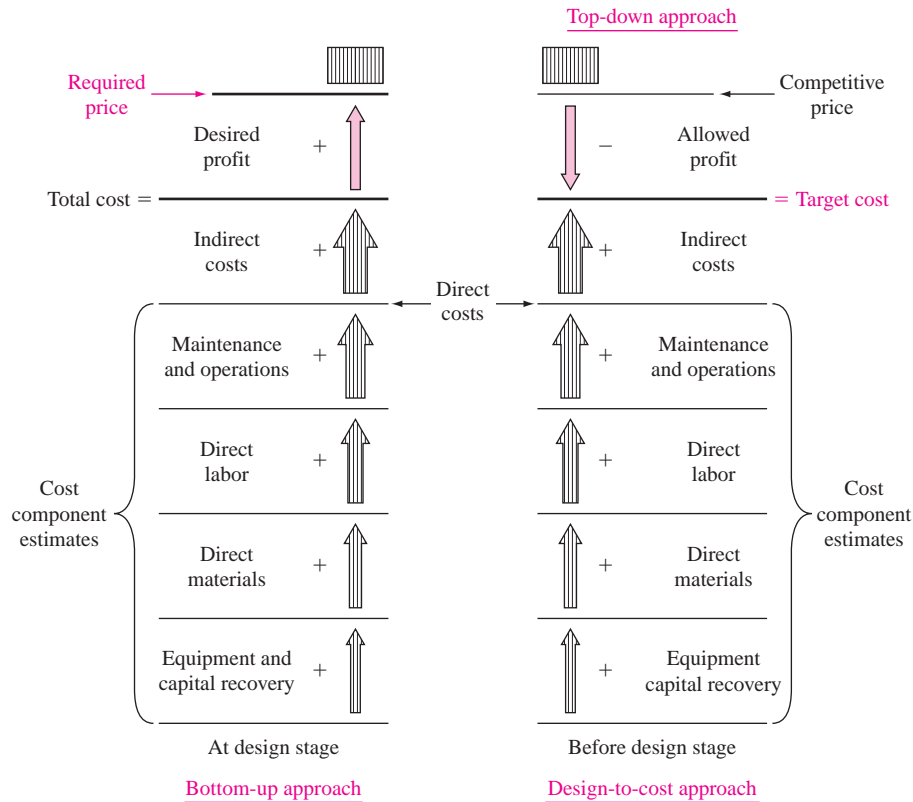 Top-down approach
Required
price
Competitive
price
Desired
profit
+
−
Allowed
profit
Total cost =
= Target cost
Indirect
costs
+
+
Indirect
costs
Direct
costs
Maintenance
and operations
+
+
Maintenance
and operations
Direct
labor
+
+
Direct
labor
Cost
component
estimates
Cost
component
estimates
Direct
materials
+
+
Direct
materials
Equipment and
capital recovery
+
+
Equipment
capital recovery
At design stage
Before design stage
Bottom-up approach
Design-to-cost approach